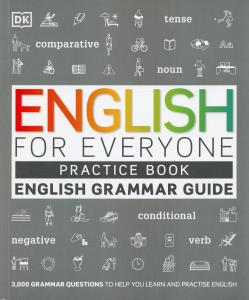 DK
tense
comparative
noun
ENGLISH
FOR EVERYONE
PRACTICE BOOK
ENGLISH GRAMMAR GUIDE
conditional
negative
verb
3,000 GRAMMAR QUESTIONS TO HELP YOU LEARN AND PRACTISE ENGLISH